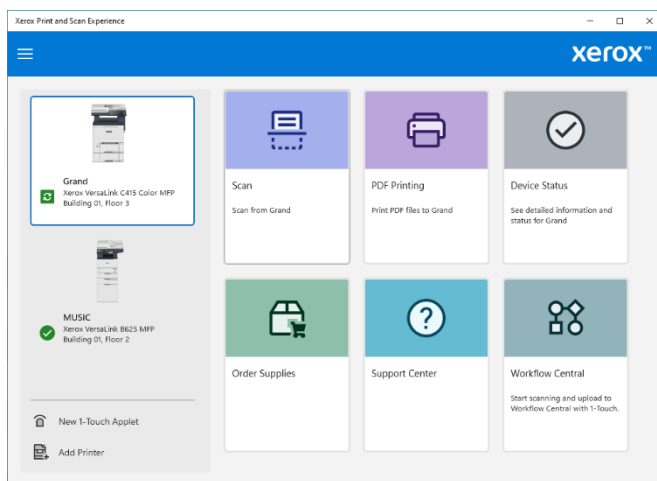 Xerox Print and Scan Experience
xerox™
Grand
Xerox VersaLink C415 Color MFP
Building 01, Floor 3
MUSIC
Xerox VersaLink B625 MFP
Building 01, Floor 2
New 1-Touch Applet
Add Printer
Scan
Scan from Grand
PDF Printing
Print PDF files to Grand
Device Status
See detailed information and
status for Grand
Order Supplies
Support Center
Workflow Central
Start scanning and upload to
Workflow Central with 1-Touch.